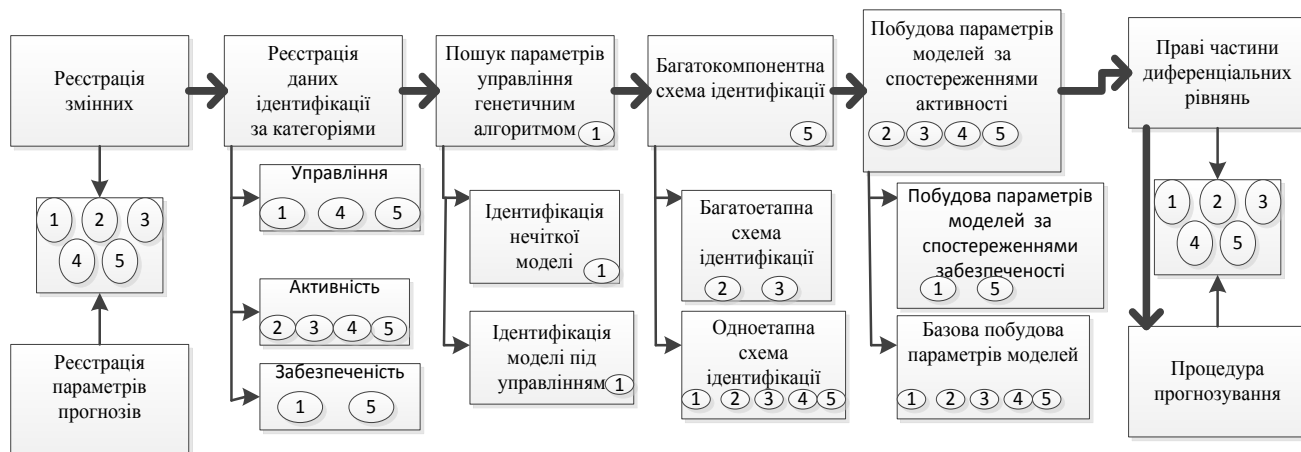 Реєстрація
змінних
1 2 3
4 5
Реєстрація
параметрів
прогнозів
Реєстрація
даних
ідентифікації
за категоріями
Управління
1 4 5
Активність
2 3 4 5
Забезпеченість
1 5
Пошук параметрів
управління
генетичним
алгоритмом
1
Ідентифікація
нечіткої
моделі
1
Ідентифікація
моделі під
управлінням
1
Багатокомпонентна
схема ідентифікації
5
Багатоетапна
схема
ідентифікації
2 3
Одноетапна
схема
ідентифікації
1 2 3 4 5
Побудова параметрів
моделей за
спостереженнями
активності
2 3 4 5
Побудова параметрів
моделей за
спостереженнями
забезпеченості
1 5
Базова побудова
параметрів моделей
1 2 3 4 5
Праві частини
диференціальних
рівнянь
1 2 3
4 5
Процедура
прогнозування